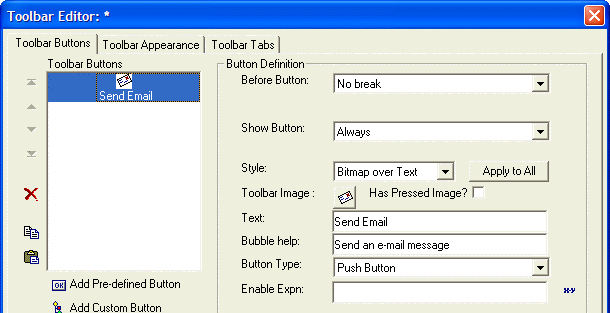 Toolbar Editor: *
Toolbar Buttons Toolbar Appearance Toolbar Tabs
Toolbar Buttons
Send Email
Button Definition
Before Button: No break
Show Button: Always
Style: Bitmap over Text Apply to All
Toolbar Image : Has Pressed Image?
Text: Send Email
Bubble help: Send an e-mail message
Button Type: Push Button
Enable Expn:
OK Add Pre-defined Button
Add Custom Button